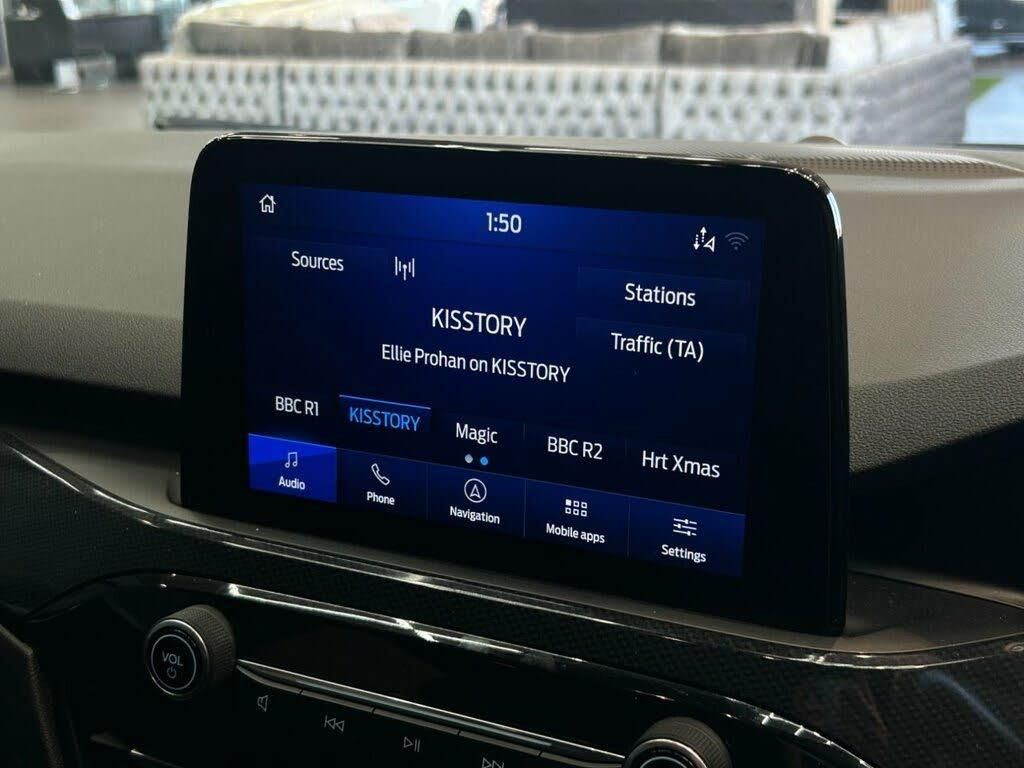 1:50
Sources
Stations
KISSTORY
Traffic (TA)
Ellie Prohan on KISSTORY
BBC R1
KISSTORY
Magic
BBC R2
Hrt Xmas
Audio
Phone
Navigation
Mobile apps
Settings
VOL